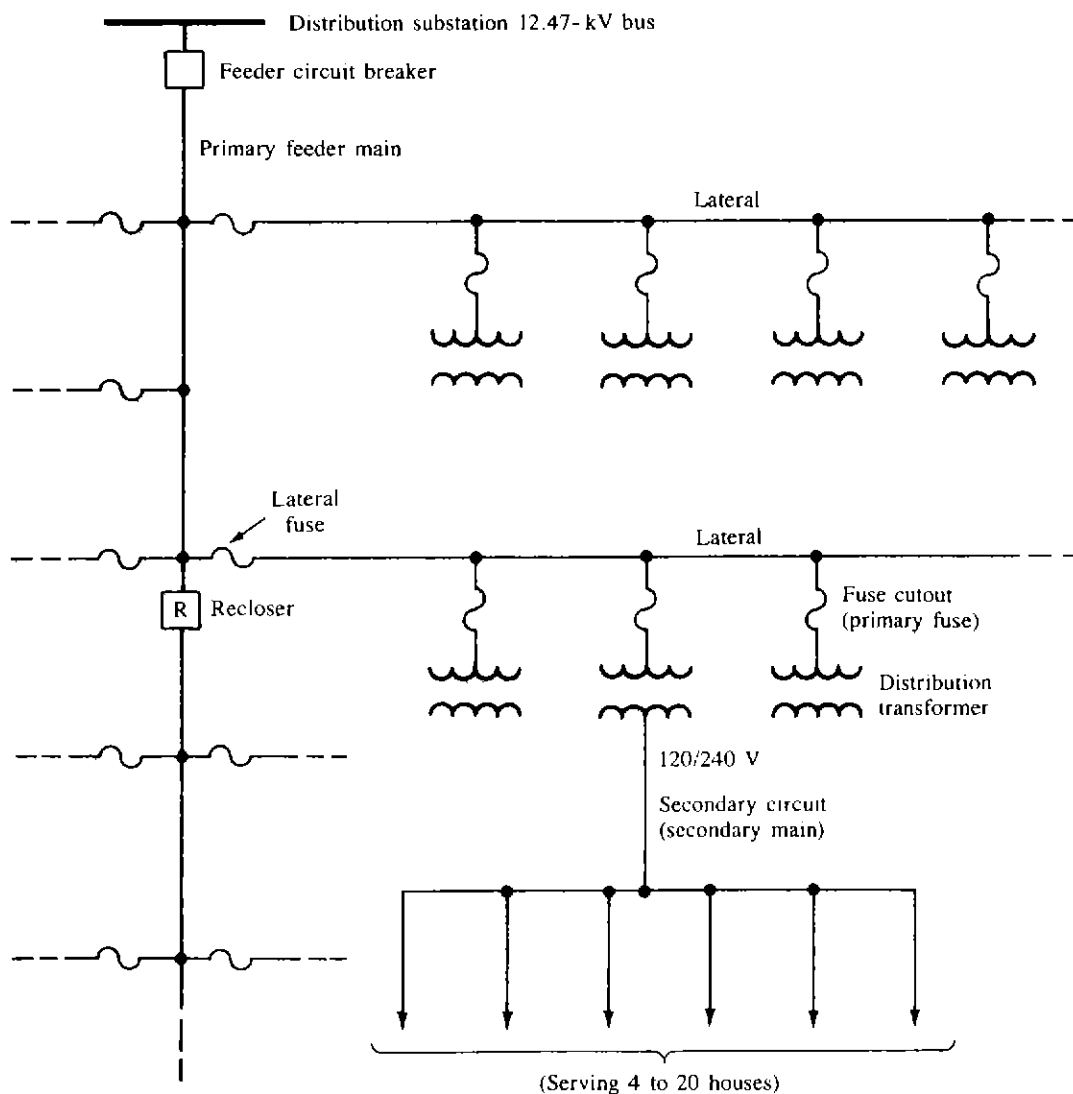 Distribution substation 12.47-kV bus
Feeder circuit breaker
Primary feeder main
Lateral
Lateral
fuse
Lateral
R
Recloser
Fuse cutout
(primary fuse)
Distribution
transformer
120/240 V
Secondary circuit
(secondary main)
(Serving 4 to 20 houses)